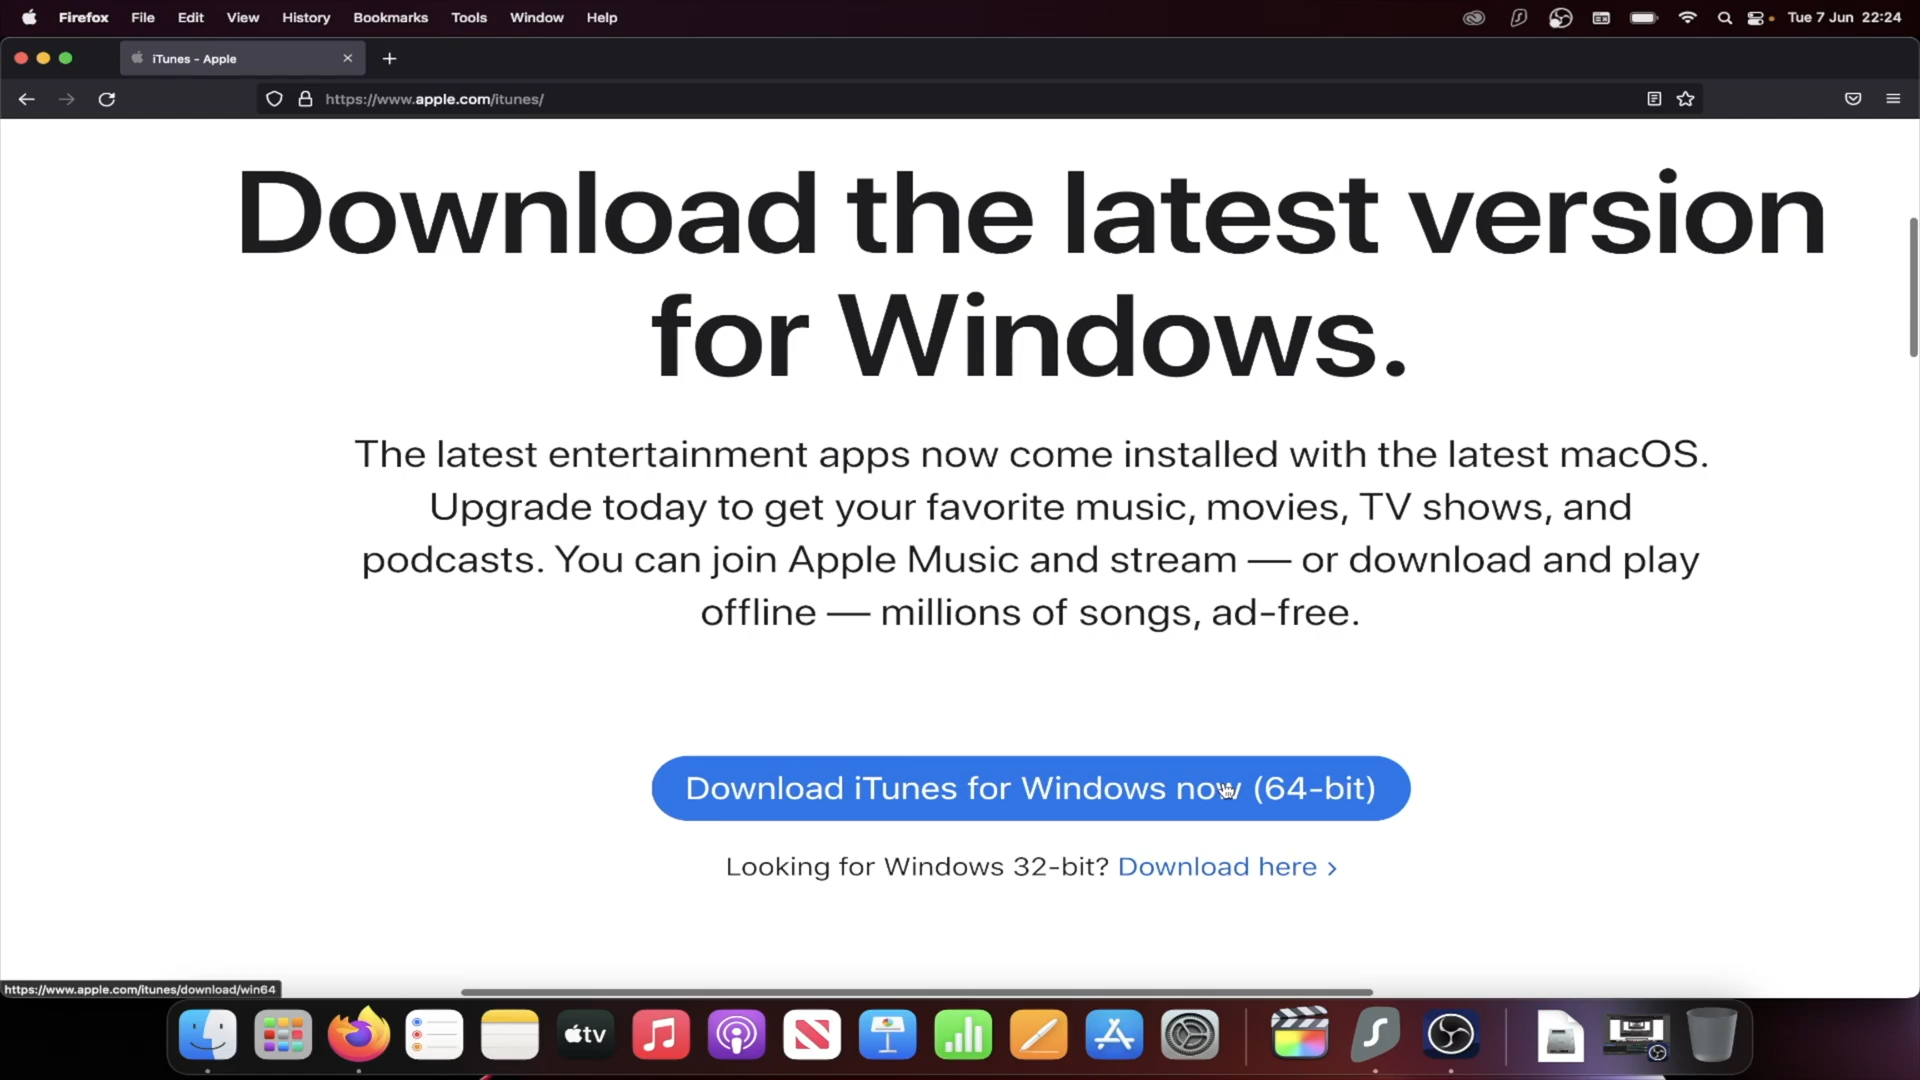 Firefox File Edit View History Bookmarks Tools Window Help Tue 7 Jun 22:24
iTunes - Apple
https://www.apple.com/itunes/
Download the latest version
for Windows.
The latest entertainment apps now come installed with the latest macOS.
Upgrade today to get your favorite music, movies, TV shows, and
podcasts. You can join Apple Music and stream — or download and play
offline — millions of songs, ad-free.
Download iTunes for Windows now (64-bit)
Looking for Windows 32-bit? Download here >
https://www.apple.com/itunes/download/win64
tv